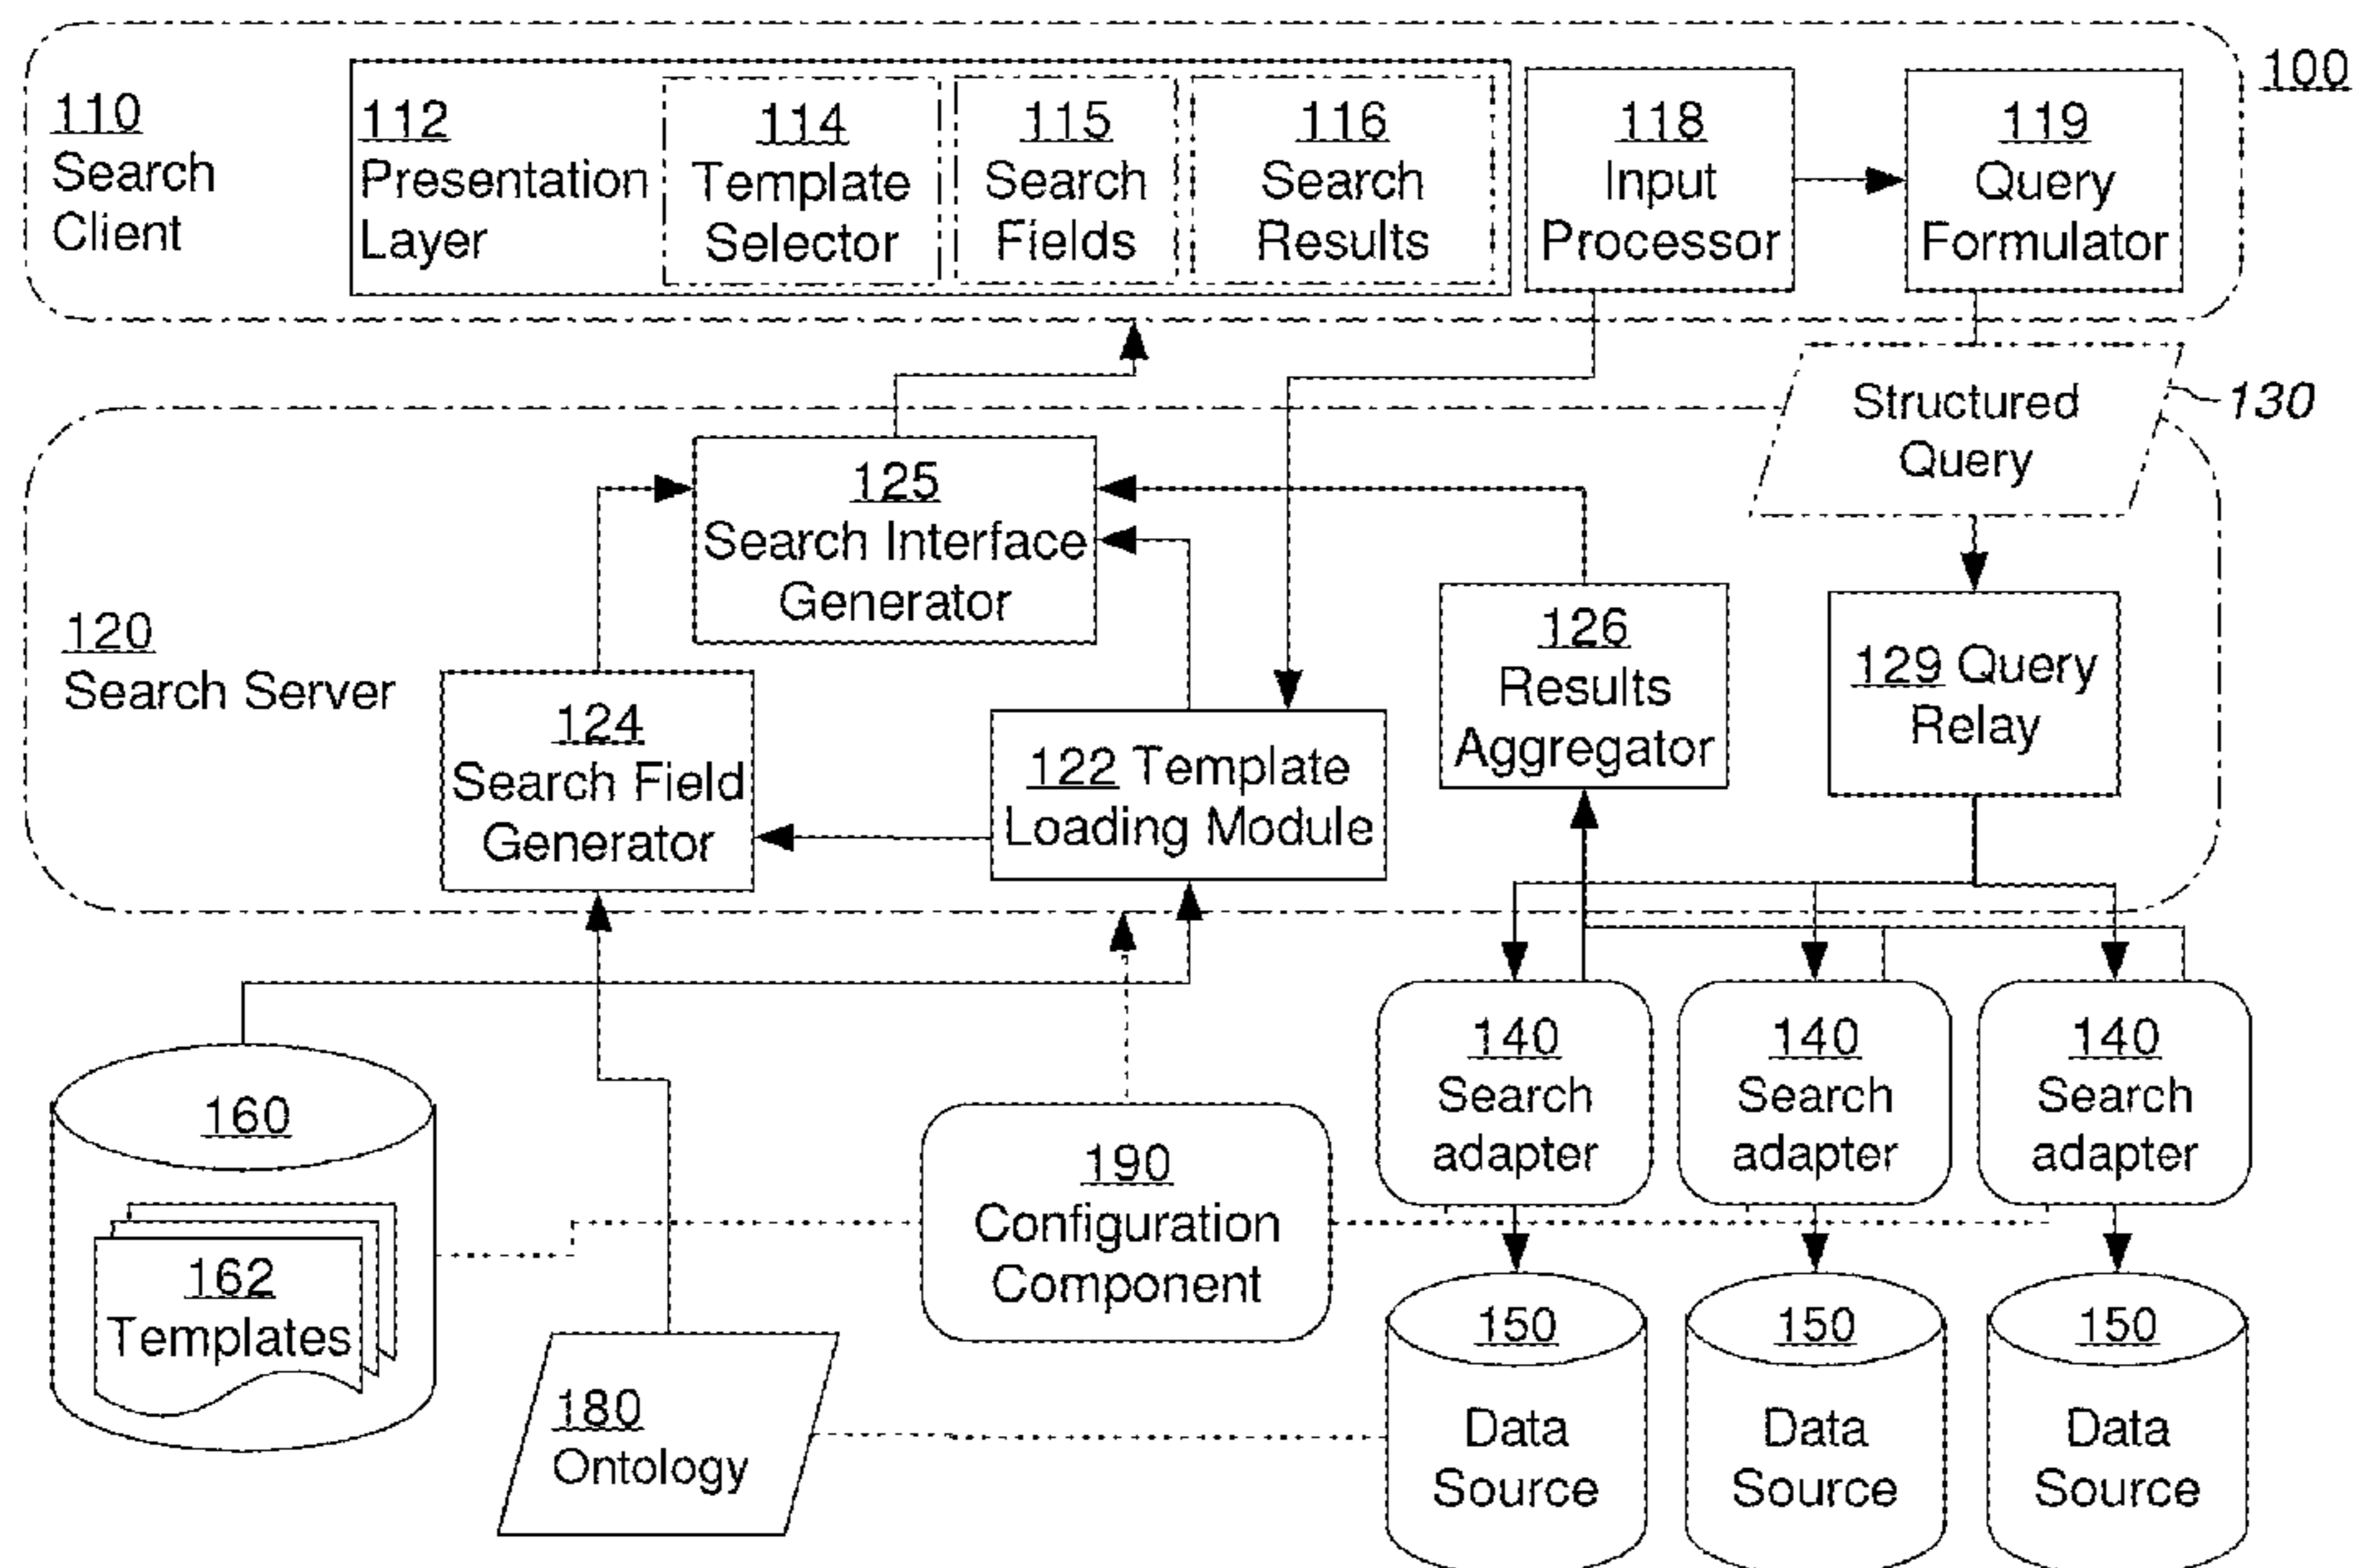 100
110
Search
Client
112
Presentation
Layer
114
Template
Selector
115
Search
Fields
116
Search
Results
118
Input
Processor
119
Query
Formulator
Structured
Query
130
120
Search Server
125
Search Interface
Generator
124
Search Field
Generator
122 Template
Loading Module
126
Results
Aggregator
129 Query
Relay
140
Search
adapter
140
Search
adapter
140
Search
adapter
160
162
Templates
190
Configuration
Component
180
Ontology
150
Data
Source
150
Data
Source
150
Data
Source